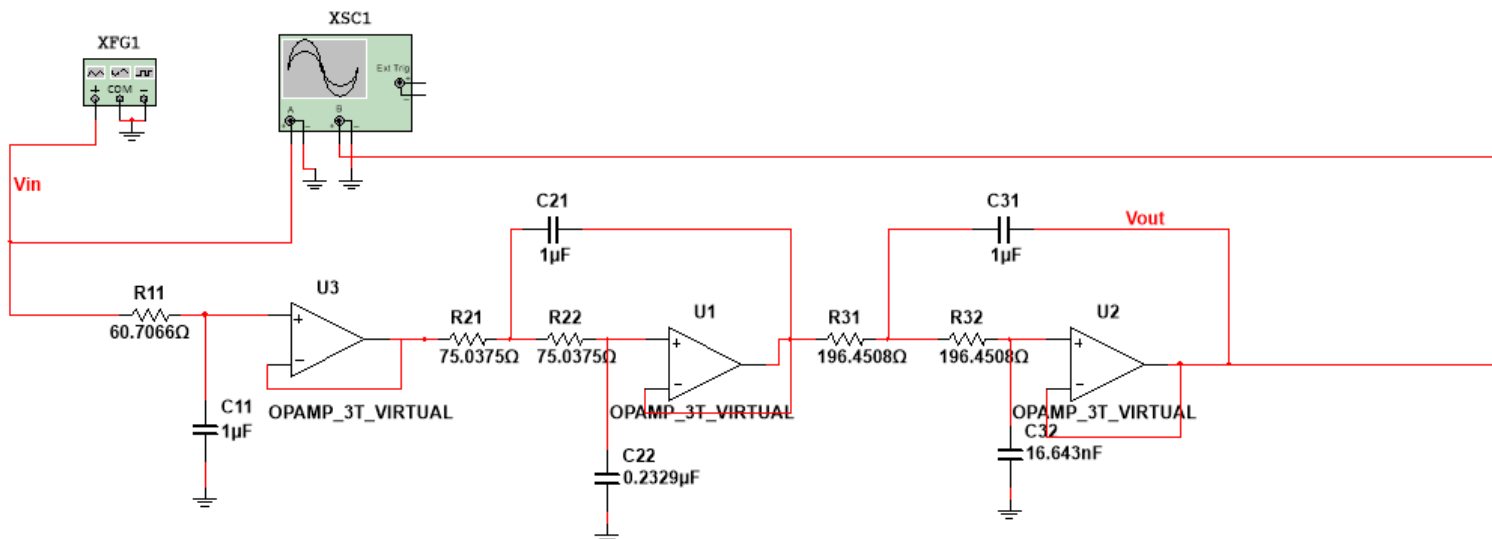 XSC1
XFG1
Ext Trig
+
−
+ COM −
A
B
+ − + −
Vin
C21
1µF
C31
1µF
Vout
R11
60.7066Ω
U3
+
−
OPAMP_3T_VIRTUAL
R21
75.0375Ω
R22
75.0375Ω
U1
+
−
OPAMP_3T_VIRTUAL
R31
196.4508Ω
R32
196.4508Ω
U2
+
−
OPAMP_3T_VIRTUAL
C11
1µF
C22
0.2329µF
C32
16.643nF